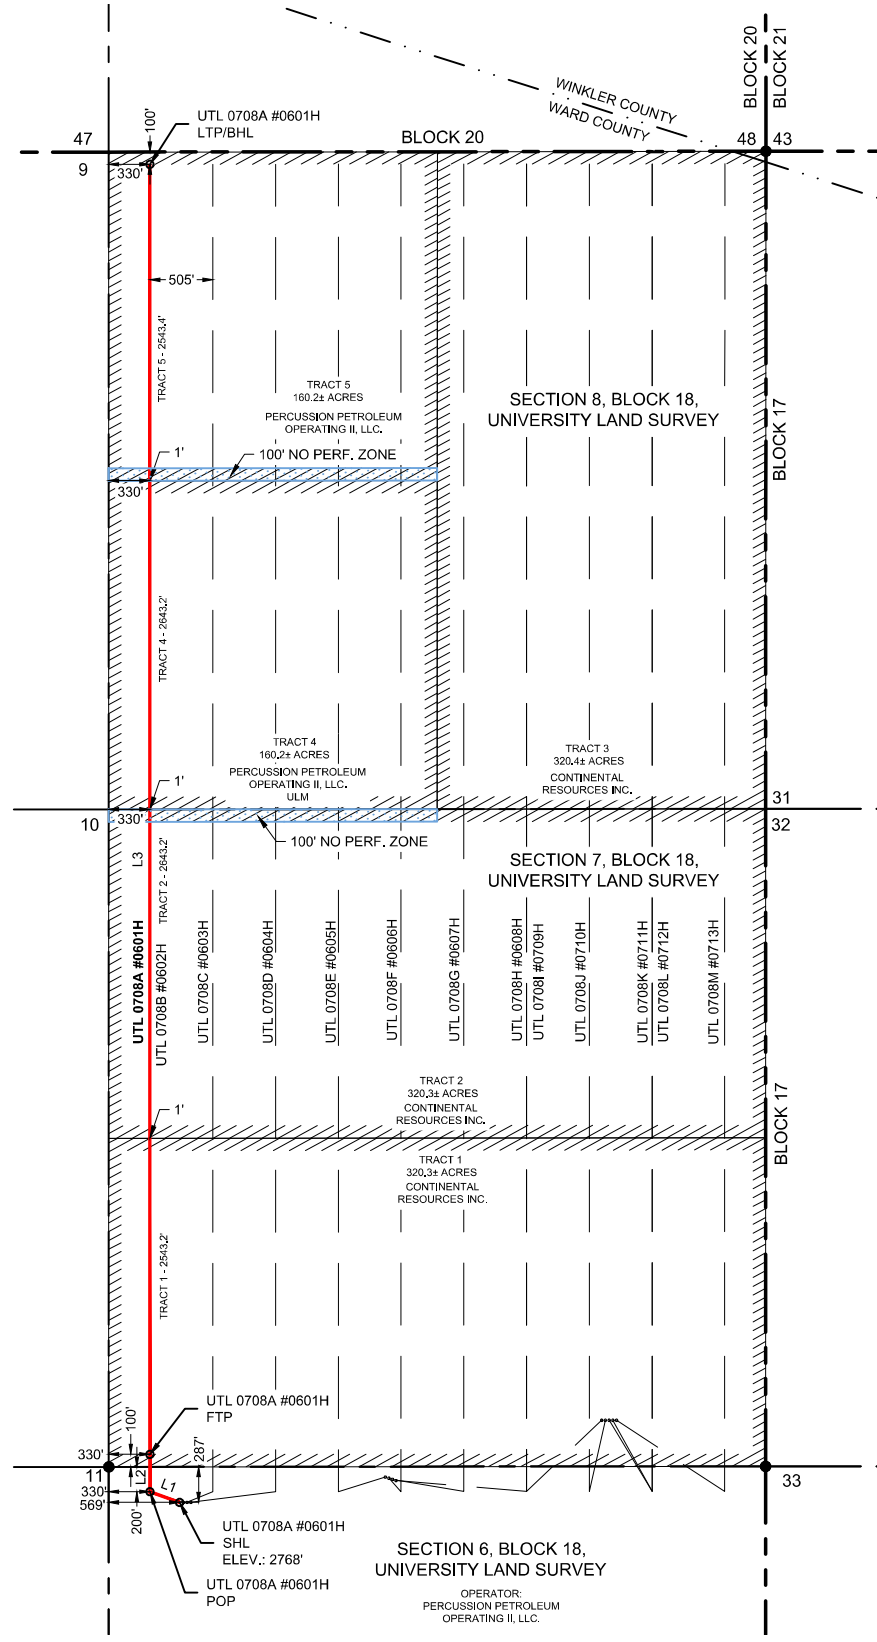 BLOCK 20
BLOCK 21
WINKLER COUNTY
WARD COUNTY
100'
UTL 0708A #0601H
LTP/BHL
47
BLOCK 20
48
43
9
330'
505'
TRACT 5 - 2543.4'
TRACT 5
160.2± ACRES
PERCUSSION PETROLEUM
OPERATING II, LLC.
SECTION 8, BLOCK 18,
UNIVERSITY LAND SURVEY
BLOCK 17
1'
100' NO PERF. ZONE
330'
TRACT 4 - 2643.2'
TRACT 4
160.2± ACRES
PERCUSSION PETROLEUM
OPERATING II, LLC.
ULM
TRACT 3
320.4± ACRES
CONTINENTAL
RESOURCES INC.
1'
31
10
330'
32
100' NO PERF. ZONE
L3
TRACT 2 - 2643.2'
SECTION 7, BLOCK 18,
UNIVERSITY LAND SURVEY
UTL 0708A #0601H
UTL 0708B #0602H
UTL 0708C #0603H
UTL 0708D #0604H
UTL 0708E #0605H
UTL 0708F #0606H
UTL 0708G #0607H
UTL 0708H #0608H
UTL 0708I #0709H
UTL 0708J #0710H
UTL 0708K #0711H
UTL 0708L #0712H
UTL 0708M #0713H
TRACT 2
320.3± ACRES
CONTINENTAL
RESOURCES INC.
1'
BLOCK 17
TRACT 1
320.3± ACRES
CONTINENTAL
RESOURCES INC.
TRACT 1 - 2543.2'
UTL 0708A #0601H
FTP
100'
330'
287'
11
L2
L1
33
330'
569'
200'
UTL 0708A #0601H
SHL
ELEV.: 2768'
UTL 0708A #0601H
POP
SECTION 6, BLOCK 18,
UNIVERSITY LAND SURVEY
OPERATOR:
PERCUSSION PETROLEUM
OPERATING II, LLC.